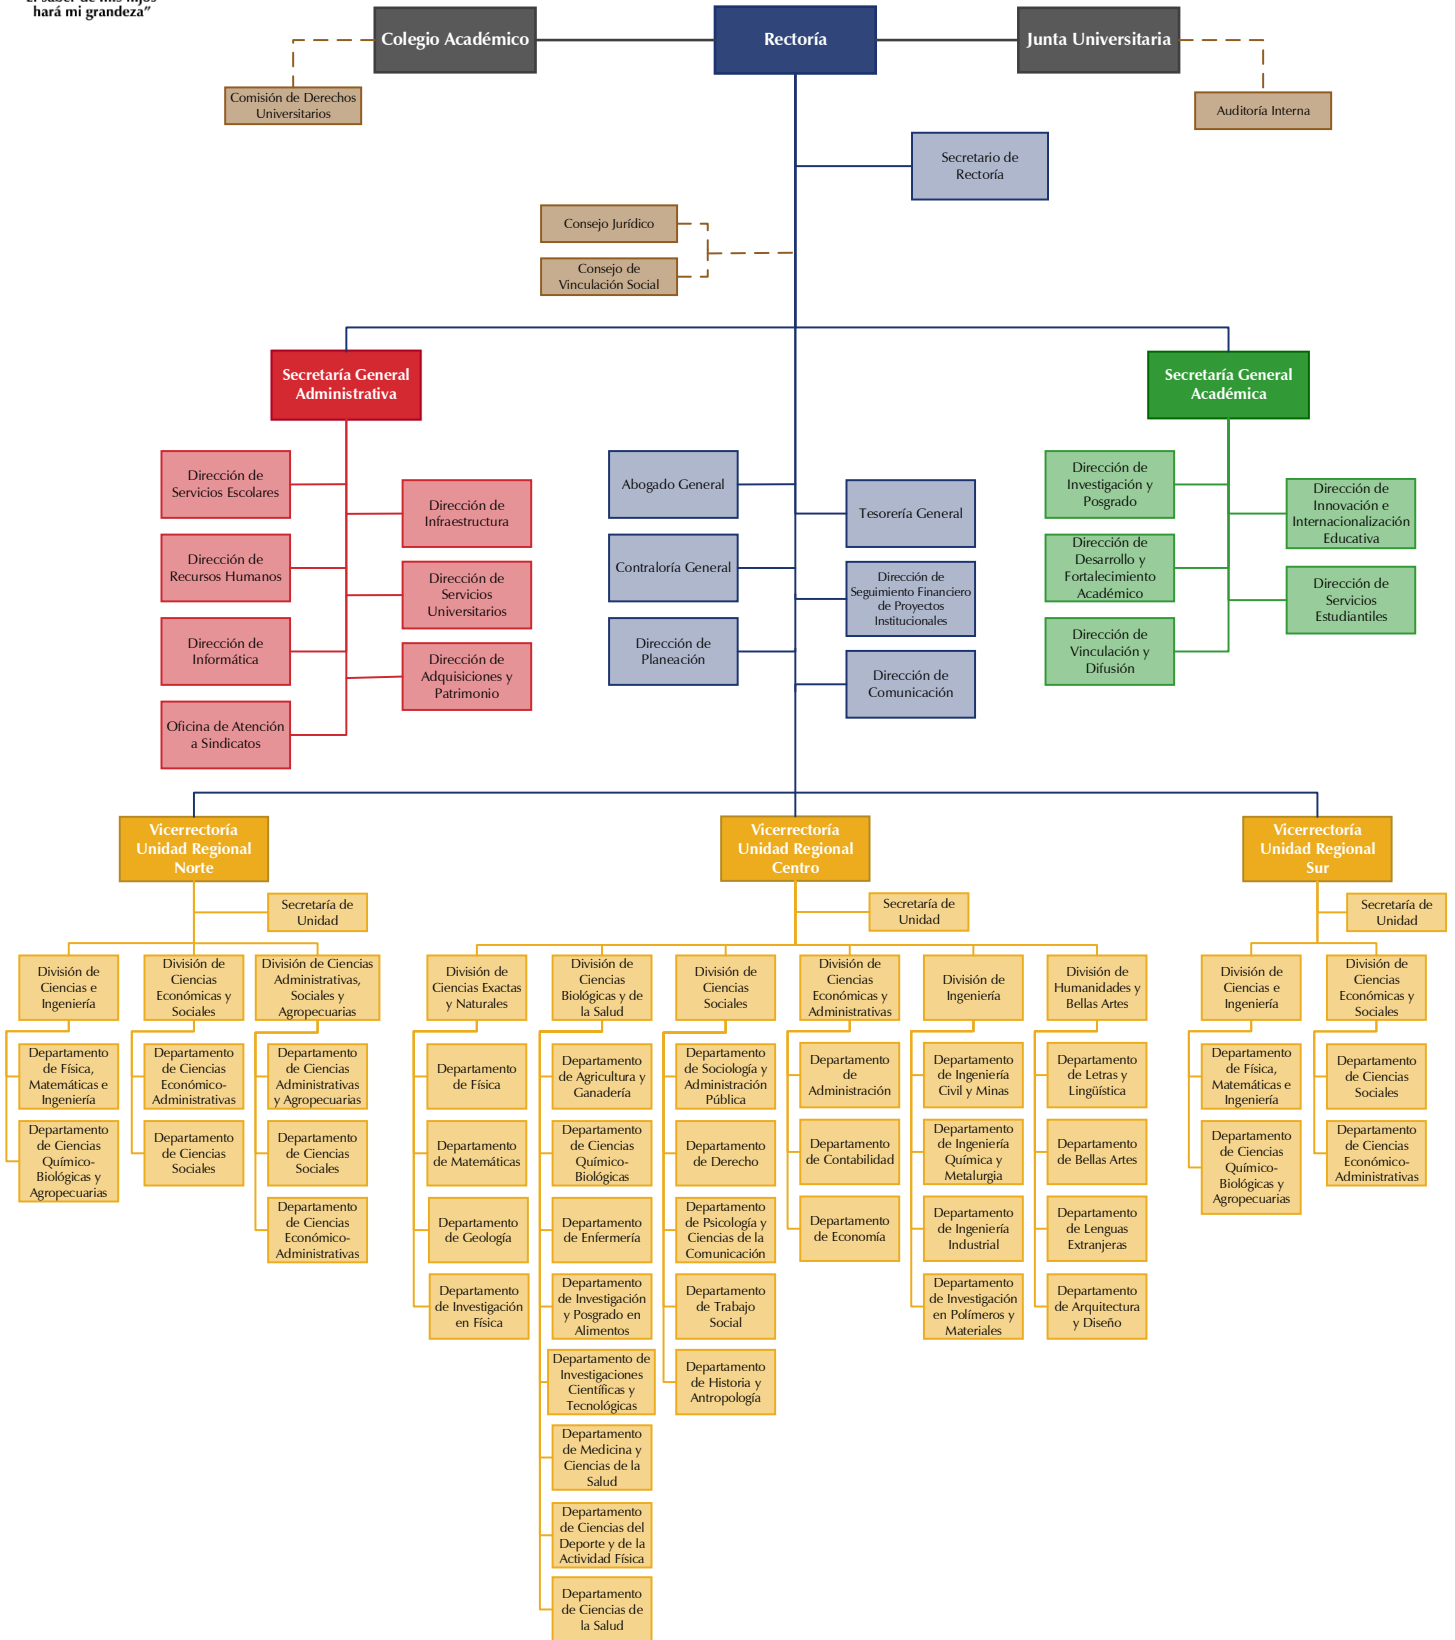 hará mi grandeza”
Colegio Académico
Rectoría
Junta Universitaria
Comisión de Derechos
Universitarios
Auditoría Interna
Secretario de
Rectoría
Consejo Jurídico
Consejo de
Vinculación Social
Secretaría General
Administrativa
Secretaría General
Académica
Dirección de
Servicios Escolares
Dirección de
Infraestructura
Dirección de
Recursos Humanos
Dirección de
Servicios
Universitarios
Dirección de
Informática
Dirección de
Adquisiciones y
Patrimonio
Oficina de Atención
a Sindicatos
Abogado General
Tesorería General
Contraloría General
Dirección de
Seguimiento Financiero
de Proyectos
Institucionales
Dirección de
Planeación
Dirección de
Comunicación
Dirección de
Investigación y
Posgrado
Dirección de
Innovación e
Internacionalización
Educativa
Dirección de
Desarrollo y
Fortalecimiento
Académico
Dirección de
Servicios
Estudiantiles
Dirección de
Vinculación y
Difusión
Vicerrectoría
Unidad Regional
Norte
Secretaría de
Unidad
División de
Ciencias e
Ingeniería
Departamento
de Física,
Matemáticas e
Ingeniería
Departamento
de Ciencias
Químico-
Biológicas y
Agropecuarias
División de
Ciencias
Económicas y
Sociales
Departamento
de Ciencias
Económico-
Administrativas
Departamento
de Ciencias
Sociales
División de Ciencias
Administrativas,
Sociales y
Agropecuarias
Departamento
de Ciencias
Administrativas
y Agropecuarias
Departamento
de Ciencias
Sociales
Departamento
de Ciencias
Económico-
Administrativas
Vicerrectoría
Unidad Regional
Centro
Secretaría de
Unidad
División de
Ciencias Exactas
y Naturales
Departamento
de Física
Departamento
de Matemáticas
Departamento
de Geología
Departamento
de Investigación
en Física
División de
Ciencias
Biológicas y de
la Salud
Departamento
de Agricultura y
Ganadería
Departamento
de Ciencias
Químico-
Biológicas
Departamento
de Enfermería
Departamento
de Investigación
y Posgrado en
Alimentos
Departamento de
Investigaciones
Científicas y
Tecnológicas
Departamento
de Medicina y
Ciencias de la
Salud
Departamento
de Ciencias del
Deporte y de la
Actividad Física
Departamento
de Ciencias de
la Salud
División de
Ciencias
Sociales
Departamento
de Sociología y
Administración
Pública
Departamento
de Derecho
Departamento
de Psicología y
Ciencias de la
Comunicación
Departamento
de Trabajo
Social
Departamento
de Historia y
Antropología
División de
Ciencias
Económicas y
Administrativas
Departamento
de
Administración
Departamento
de Contabilidad
Departamento
de Economía
División de
Ingeniería
Departamento
de Ingeniería
Civil y Minas
Departamento
de Ingeniería
Química y
Metalurgia
Departamento
de Ingeniería
Industrial
Departamento
de Investigación
en Polímeros y
Materiales
División de
Humanidades y
Bellas Artes
Departamento
de Letras y
Lingüística
Departamento
de Bellas Artes
Departamento
de Lenguas
Extranjeras
Departamento
de Arquitectura
y Diseño
Vicerrectoría
Unidad Regional
Sur
Secretaría de
Unidad
División de
Ciencias e
Ingeniería
Departamento
de Física,
Matemáticas e
Ingeniería
Departamento
de Ciencias
Químico-
Biológicas y
Agropecuarias
División de
Ciencias
Económicas y
Sociales
Departamento
de Ciencias
Sociales
Departamento
de Ciencias
Económico-
Administrativas